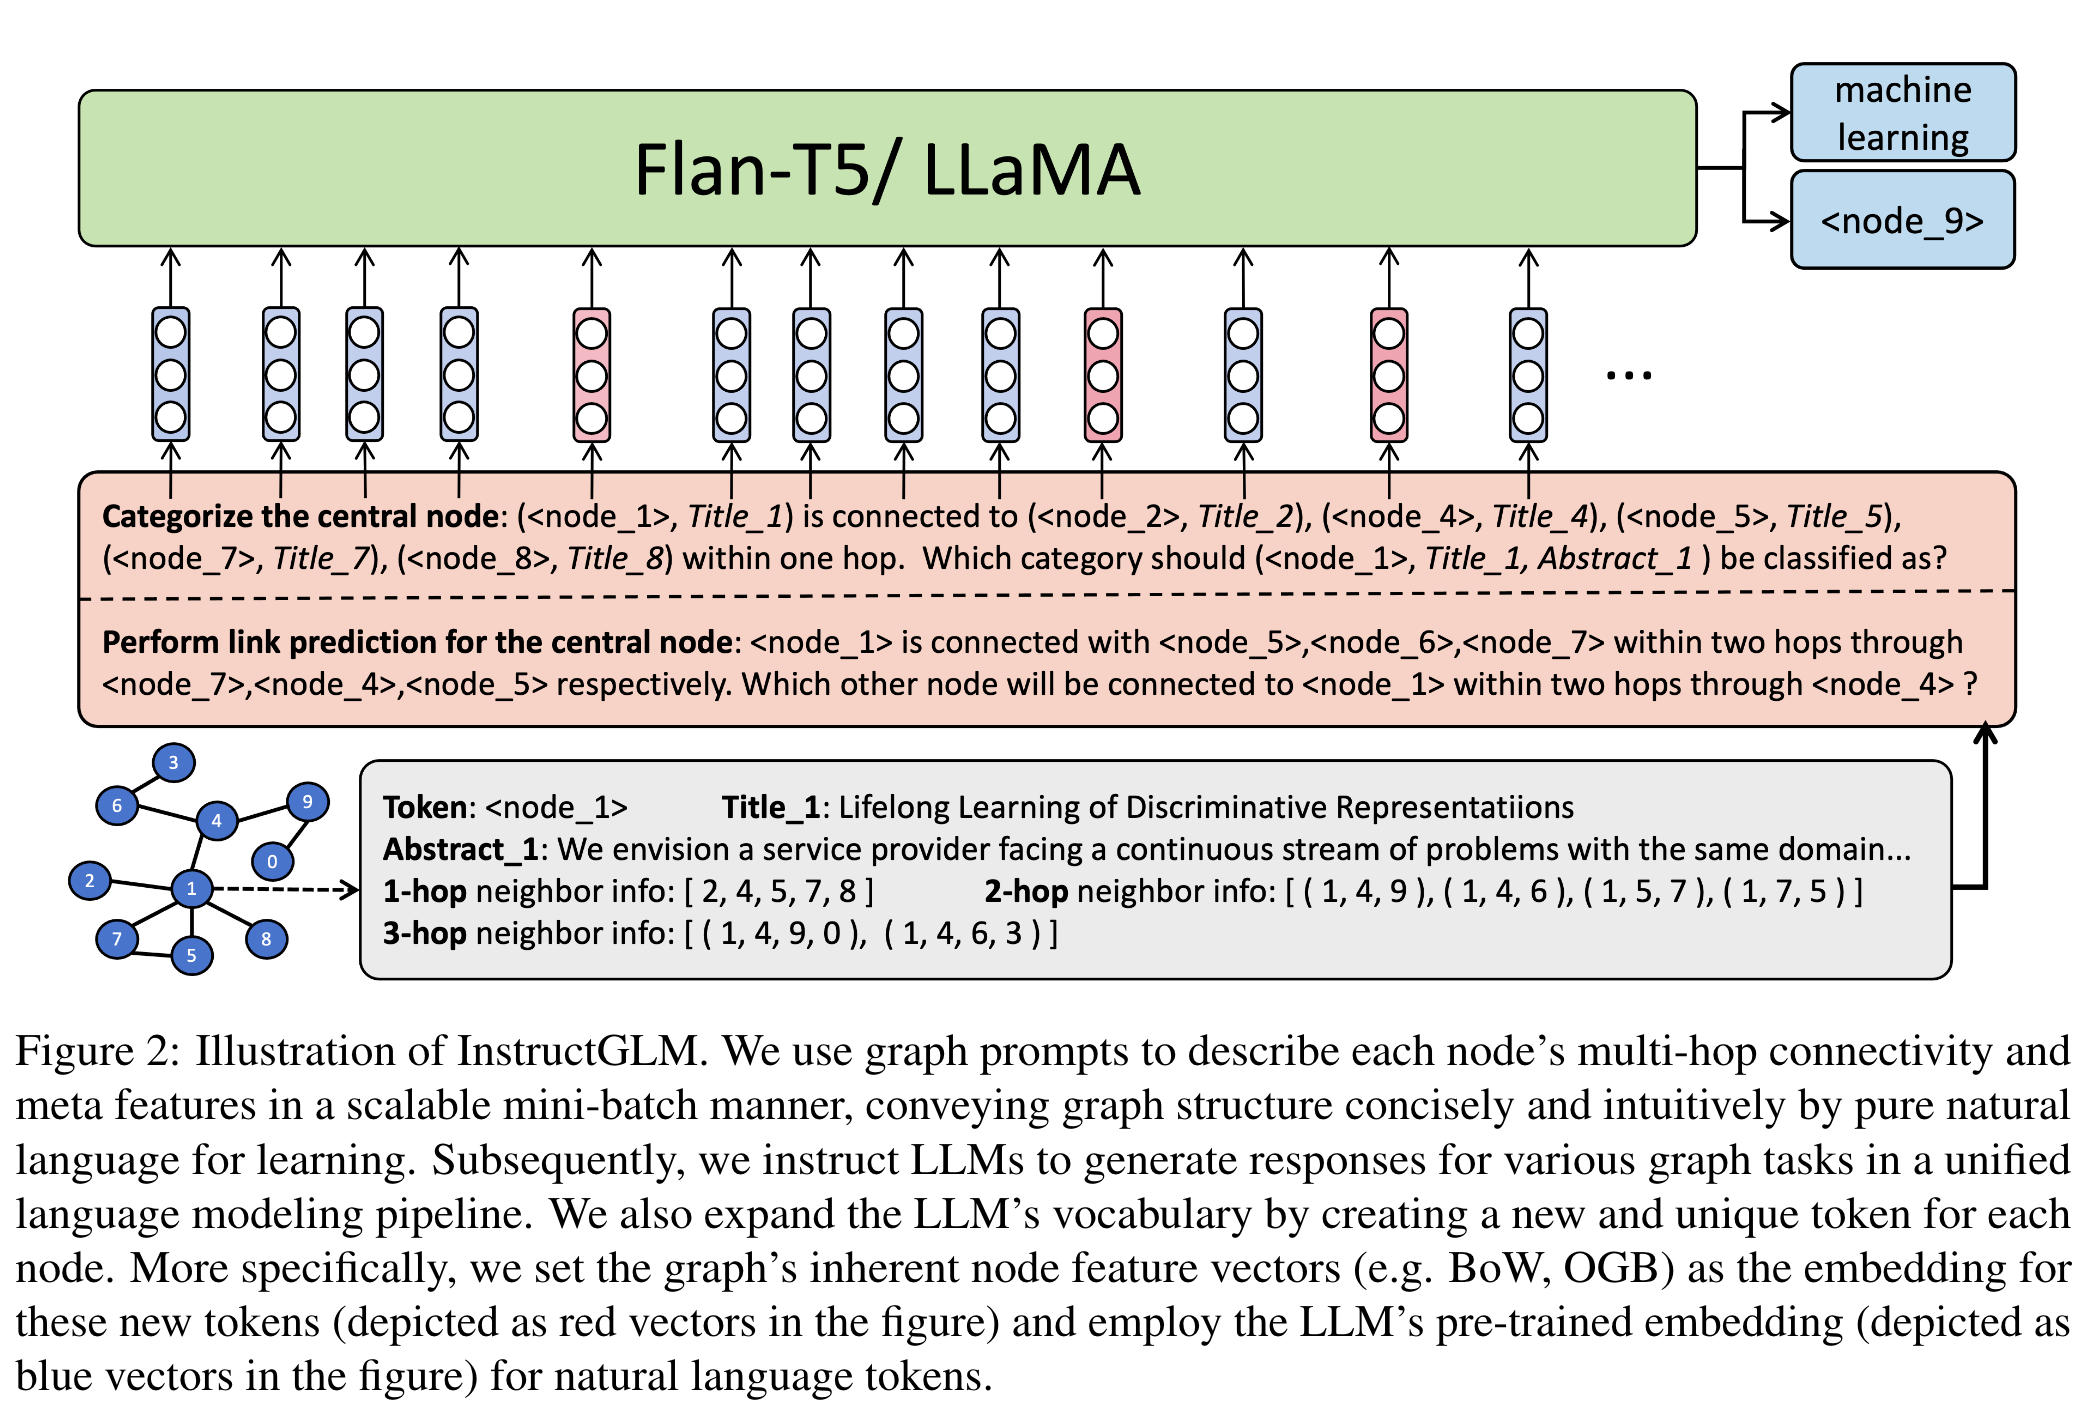 Flan-T5/ LLaMA
machine
learning
<node_9>
...
Categorize the central node: (<node_1>, Title_1) is connected to (<node_2>, Title_2), (<node_4>, Title_4), (<node_5>, Title_5),
(<node_7>, Title_7), (<node_8>, Title_8) within one hop.  Which category should (<node_1>, Title_1, Abstract_1 ) be classified as?
Perform link prediction for the central node: <node_1> is connected with <node_5>,<node_6>,<node_7> within two hops through
<node_7>,<node_4>,<node_5> respectively. Which other node will be connected to <node_1> within two hops through <node_4> ?
3
6
9
4
0
2
1
7
8
5
Token: <node_1> Title_1: Lifelong Learning of Discriminative Representatiions
Abstract_1: We envision a service provider facing a continuous stream of problems with the same domain...
1-hop neighbor info: [ 2, 4, 5, 7, 8 ] 2-hop neighbor info: [ ( 1, 4, 9 ), ( 1, 4, 6 ), ( 1, 5, 7 ), ( 1, 7, 5 ) ]
3-hop neighbor info: [ ( 1, 4, 9, 0 ),  ( 1, 4, 6, 3 ) ]
Figure 2: Illustration of InstructGLM. We use graph prompts to describe each node's multi-hop connectivity and
meta features in a scalable mini-batch manner, conveying graph structure concisely and intuitively by pure natural
language for learning. Subsequently, we instruct LLMs to generate responses for various graph tasks in a unified
language modeling pipeline. We also expand the LLM's vocabulary by creating a new and unique token for each
node. More specifically, we set the graph's inherent node feature vectors (e.g. BoW, OGB) as the embedding for
these new tokens (depicted as red vectors in the figure) and employ the LLM's pre-trained embedding (depicted as
blue vectors in the figure) for natural language tokens.